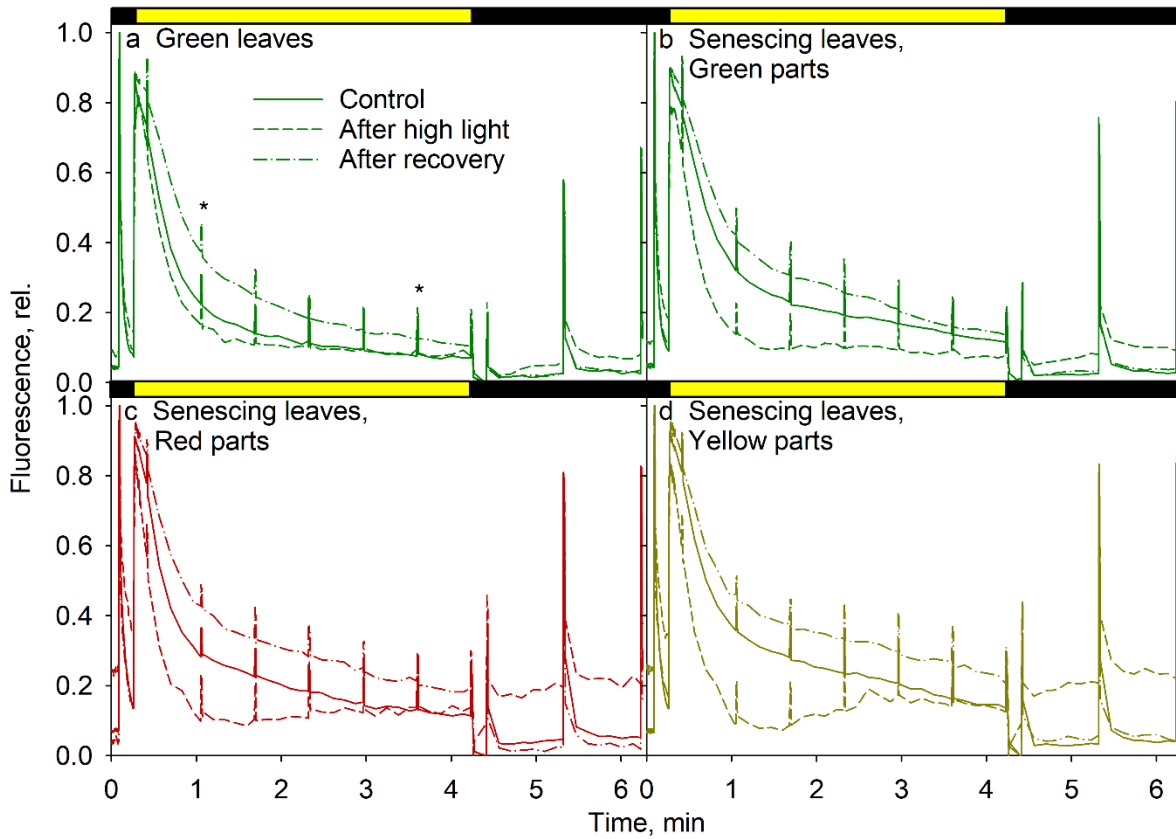 a Green leaves
Control
After high light
After recovery
*
*
b Senescing leaves,
Green parts
1.0
0.8
0.6
0.4
0.2
0.0
c Senescing leaves,
Red parts
d Senescing leaves,
Yellow parts
1.0
0.8
0.6
0.4
0.2
0.0
Fluorescence, rel.
0 1 2 3 4 5 6 0 1 2 3 4 5 6
Time, min